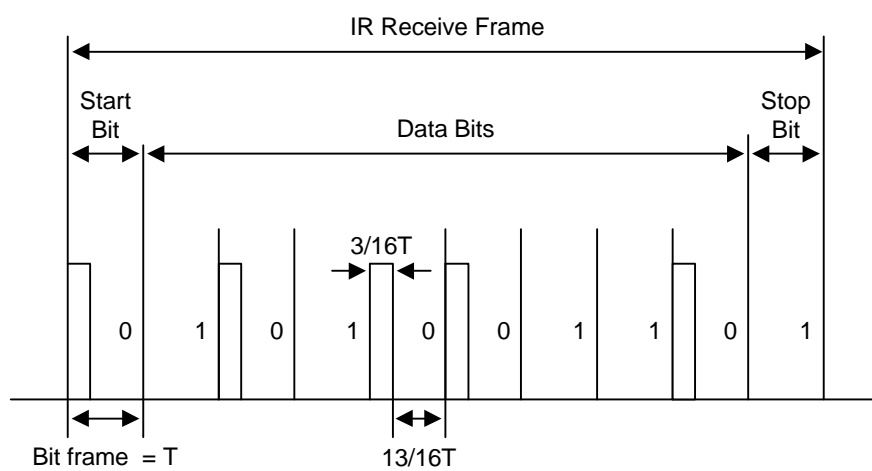 IR Receive Frame
Start
Bit
Data Bits
Stop
Bit
3/16T
0 1 0 1 0 0 1 1 0 1
Bit frame = T
13/16T